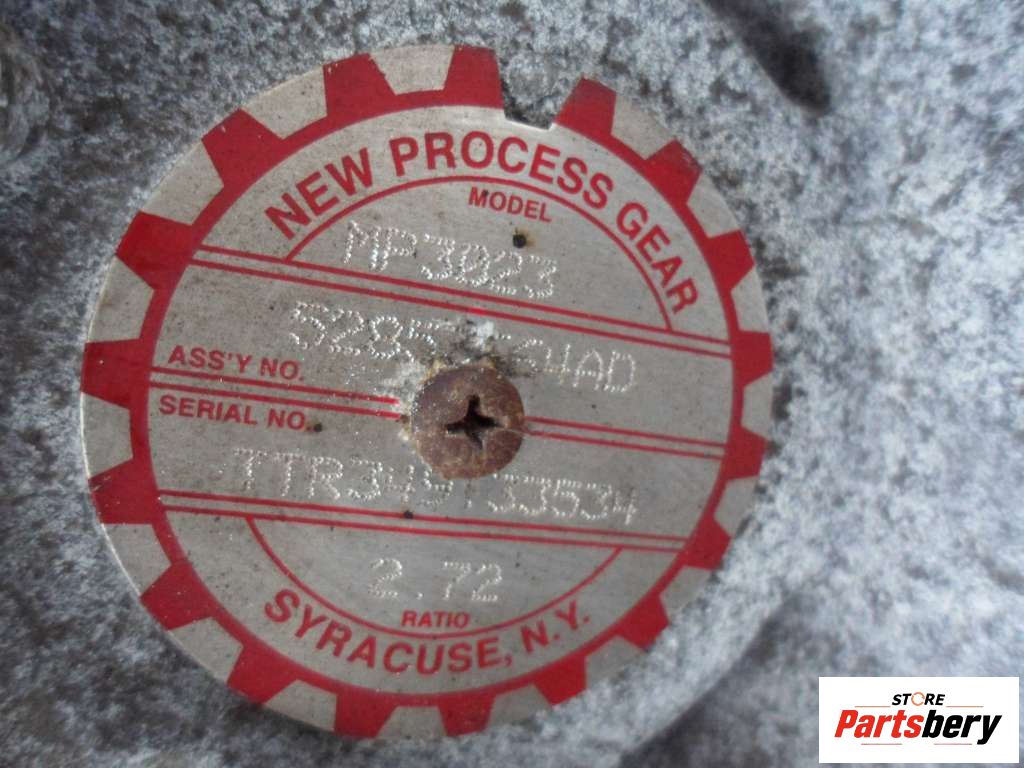 NEW PROCESS GEAR
MODEL
MP3023
ASS'Y NO.
SERIAL NO.
2.72
RATIO
SYRACUSE, N.Y.
STORE
Partsbery